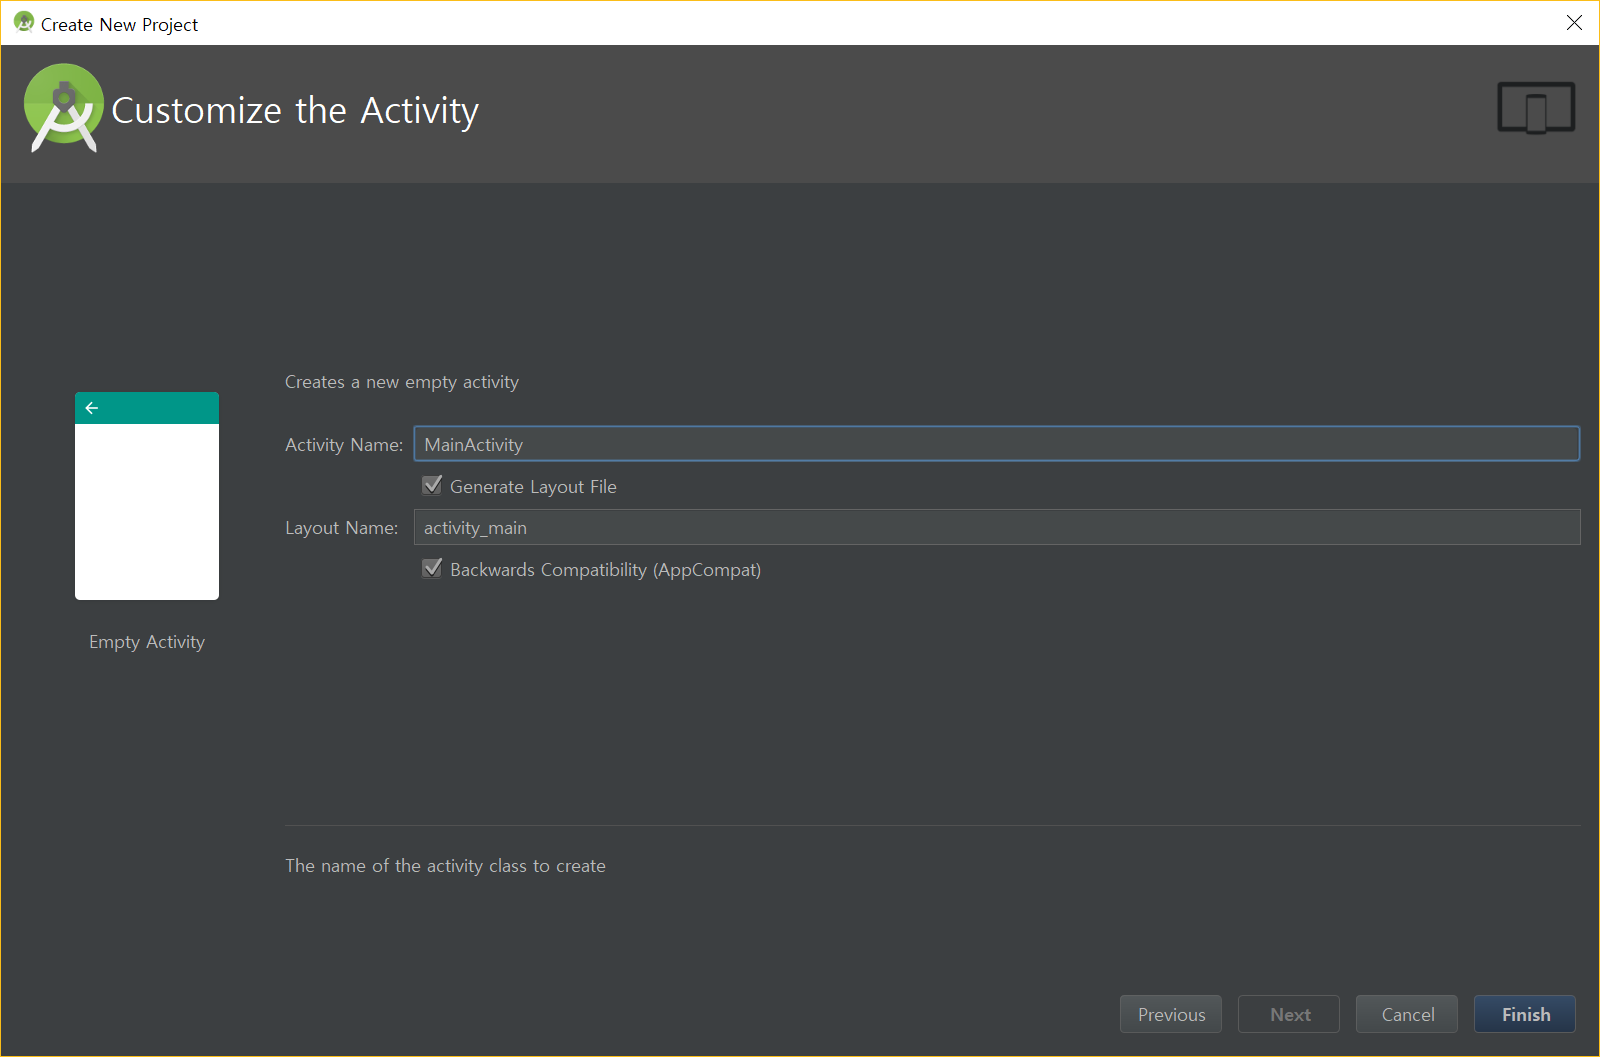 Create New Project
Customize the Activity
Creates a new empty activity
Activity Name: MainActivity
Generate Layout File
Layout Name: activity_main
Backwards Compatibility (AppCompat)
Empty Activity
The name of the activity class to create
Previous Next Cancel Finish